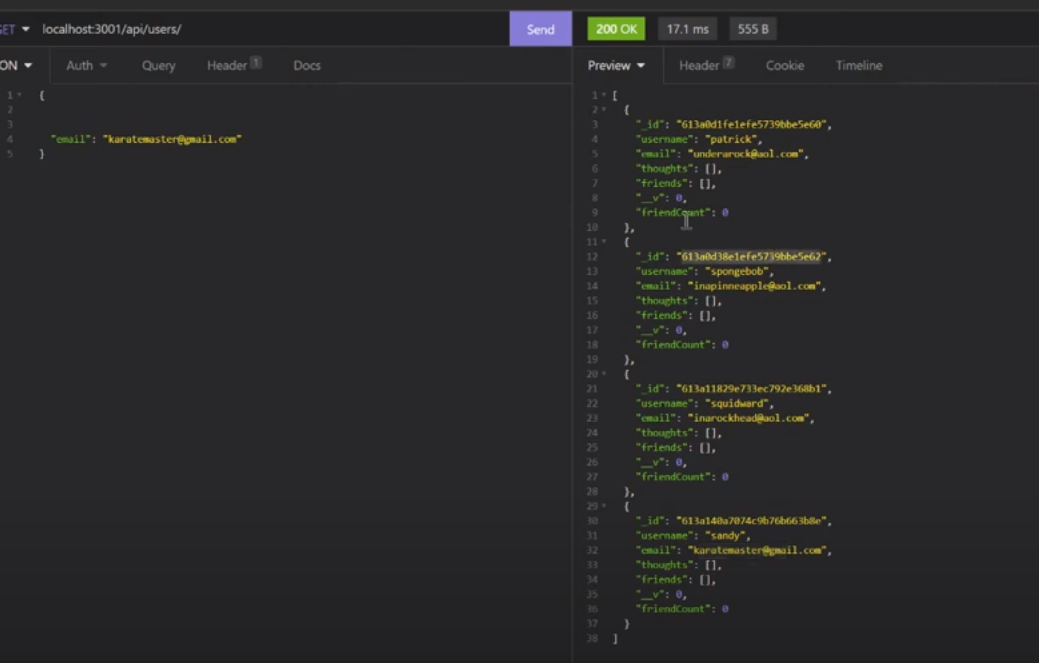 GET localhost:3001/api/users/ Send 200 OK 17.1 ms 555 B
ON Auth Query Header 1 Docs Preview Header 7 Cookie Timeline
1 {
2
3
4 "email": "karatemaster@gmail.com"
5 }
1 [
2 {
3 "_id": "613a0d1fe1efe5739bbe5e60",
4 "username": "patrick",
5 "email": "underarock@aol.com",
6 "thoughts": [],
7 "friends": [],
8 "__v": 0,
9 "friendCount": 0
10 },
11 {
12 "_id": "613a0d38e1efe5739bbe5e62",
13 "username": "spongebob",
14 "email": "inapinneapple@aol.com",
15 "thoughts": [],
16 "friends": [],
17 "__v": 0,
18 "friendCount": 0
19 },
20 {
21 "_id": "613a11829e733ec792e368b1",
22 "username": "squidward",
23 "email": "inarockhead@aol.com",
24 "thoughts": [],
25 "friends": [],
26 "__v": 0,
27 "friendCount": 0
28 },
29 {
30 "_id": "613a140a7074c9b76b663b8e",
31 "username": "sandy",
32 "email": "karatemaster@gmail.com",
33 "thoughts": [],
34 "friends": [],
35 "__v": 0,
36 "friendCount": 0
37 }
38 ]